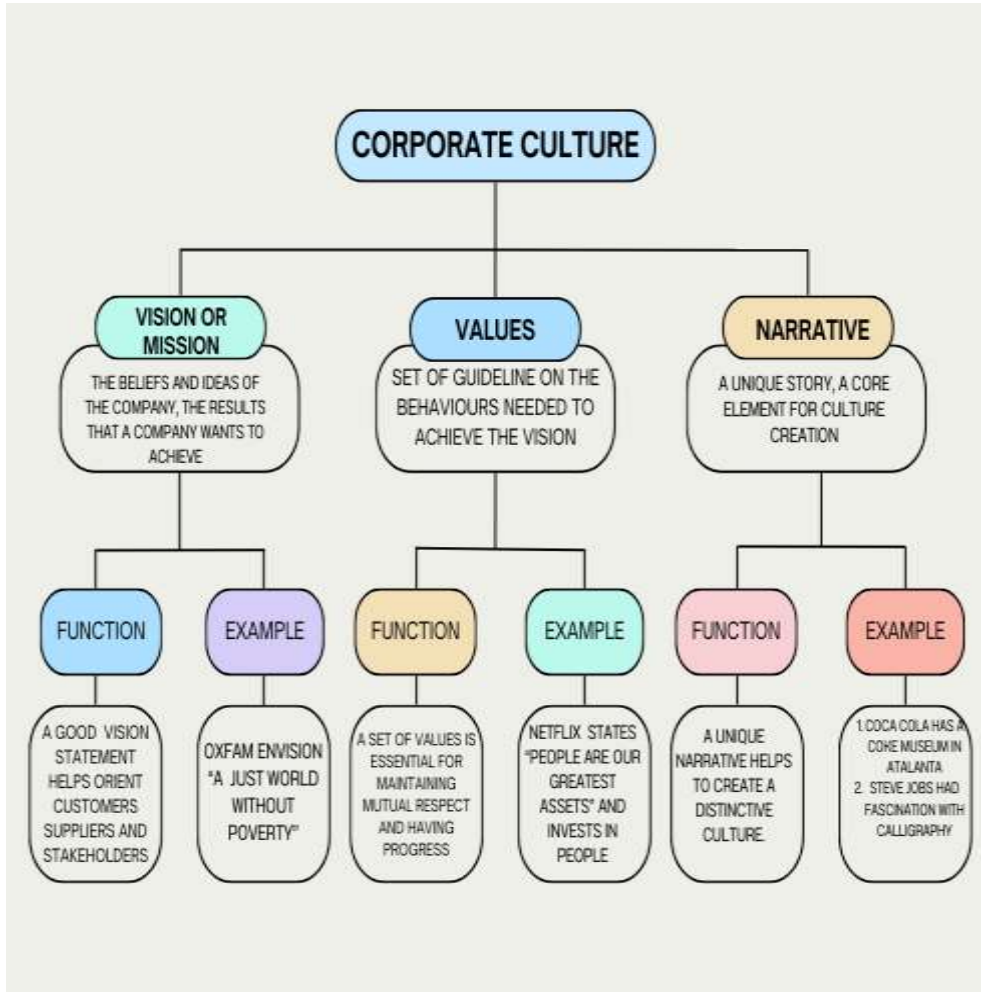 CORPORATE CULTURE
VISION OR
MISSION
THE BELIEFS AND IDEAS OF
THE COMPANY, THE RESULTS
THAT A COMPANY WANTS TO
ACHIEVE
VALUES
SET OF GUIDELINE ON THE
BEHAVIOURS NEEDED TO
ACHIEVE THE VISION
NARRATIVE
A UNIQUE STORY, A CORE
ELEMENT FOR CULTURE
CREATION
FUNCTION
EXAMPLE
FUNCTION
EXAMPLE
FUNCTION
EXAMPLE
A GOOD VISION
STATEMENT
HELPS ORIENT
CUSTOMERS
SUPPLIERS AND
STAKEHOLDERS
OXFAM ENVISION
"A JUST WORLD
WITHOUT
POVERTY"
A SET OF VALUES IS
ESSENTIAL FOR
MAINTAINING
MUTUAL RESPECT
AND HAVING
PROGRESS
NETFLIX STATES
"PEOPLE ARE OUR
GREATEST
ASSETS" AND
INVESTS IN
PEOPLE
A UNIQUE
NARRATIVE HELPS
TO CREATE A
DISTINCTIVE
CULTURE.
1. COCA COLA HAS A
COKE MUSEUM IN
ATALANTA
2. STEVE JOBS HAD
FASCINATION WITH
CALLIGRAPHY